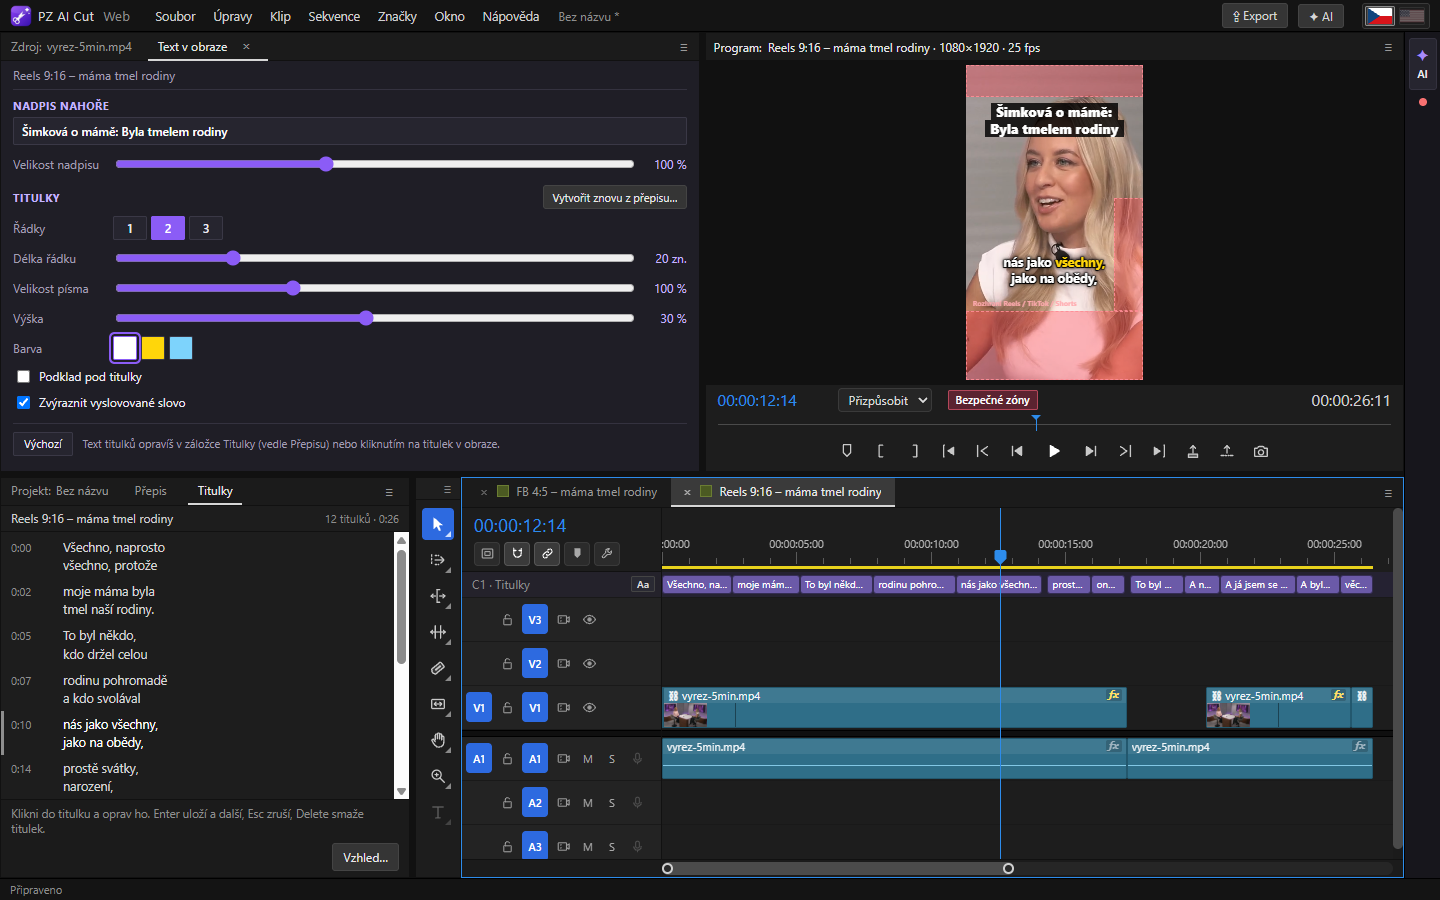 PZ AI Cut Web Soubor Úpravy Klip Sekvence Značky Okno Nápověda Bez názvu * Export AI
Zdroj: vyrez-5min.mp4 Text v obraze ×
Reels 9:16 – máma tmel rodiny
NADPIS NAHOŘE
Šimková o mámě: Byla tmelem rodiny
Velikost nadpisu 100 %
TITULKY Vytvořit znovu z přepisu...
Řádky 1 2 3
Délka řádku 20 zn.
Velikost písma 100 %
Výška 30 %
Barva
Podklad pod titulky
Zvýraznit vyslovované slovo
Výchozí Text titulků opravíš v záložce Titulky (vedle Přepisu) nebo kliknutím na titulek v obraze.
Program: Reels 9:16 – máma tmel rodiny · 1080×1920 · 25 fps
Šimková o mámě:
Byla tmelem rodiny
nás jako všechny,
jako na obědy,
Reels / TikTok / Shorts
00:00:12:14 Přizpůsobit Bezpečné zóny 00:00:26:11
AI
Projekt: Bez názvu Přepis Titulky
Reels 9:16 – máma tmel rodiny 12 titulků · 0:26
0:00 Všechno, naprosto
všechno, protože
0:02 moje máma byla
tmel naší rodiny.
0:05 To byl někdo,
kdo držel celou
0:07 rodinu pohromadě
a kdo svolával
0:10 nás jako všechny,
jako na obědy,
0:14 prostě svátky,
narození,
Klikni do titulku a oprav ho. Enter uloží a další, Esc zruší, Delete smaže
titulek.
Vzhled...
× FB 4:5 – máma tmel rodiny × Reels 9:16 – máma tmel rodiny
00:00:12:14
:00:00 00:00:05:00 00:00:10:00 00:00:15:00 00:00:20:00 00:00:25:00
C1 · Titulky Aa Všechno, na... moje mám... To byl někd... rodinu pohro... nás jako všechn... prost... on... To byl ... A n... A já jsem se ... A byl... věc...
V3
V2
V1 V1 vyrez-5min.mp4 fx vyrez-5min.mp4 fx
A1 A1 M S vyrez-5min.mp4 fx vyrez-5min.mp4 fx
A2 M S
A3 M S
Připraveno